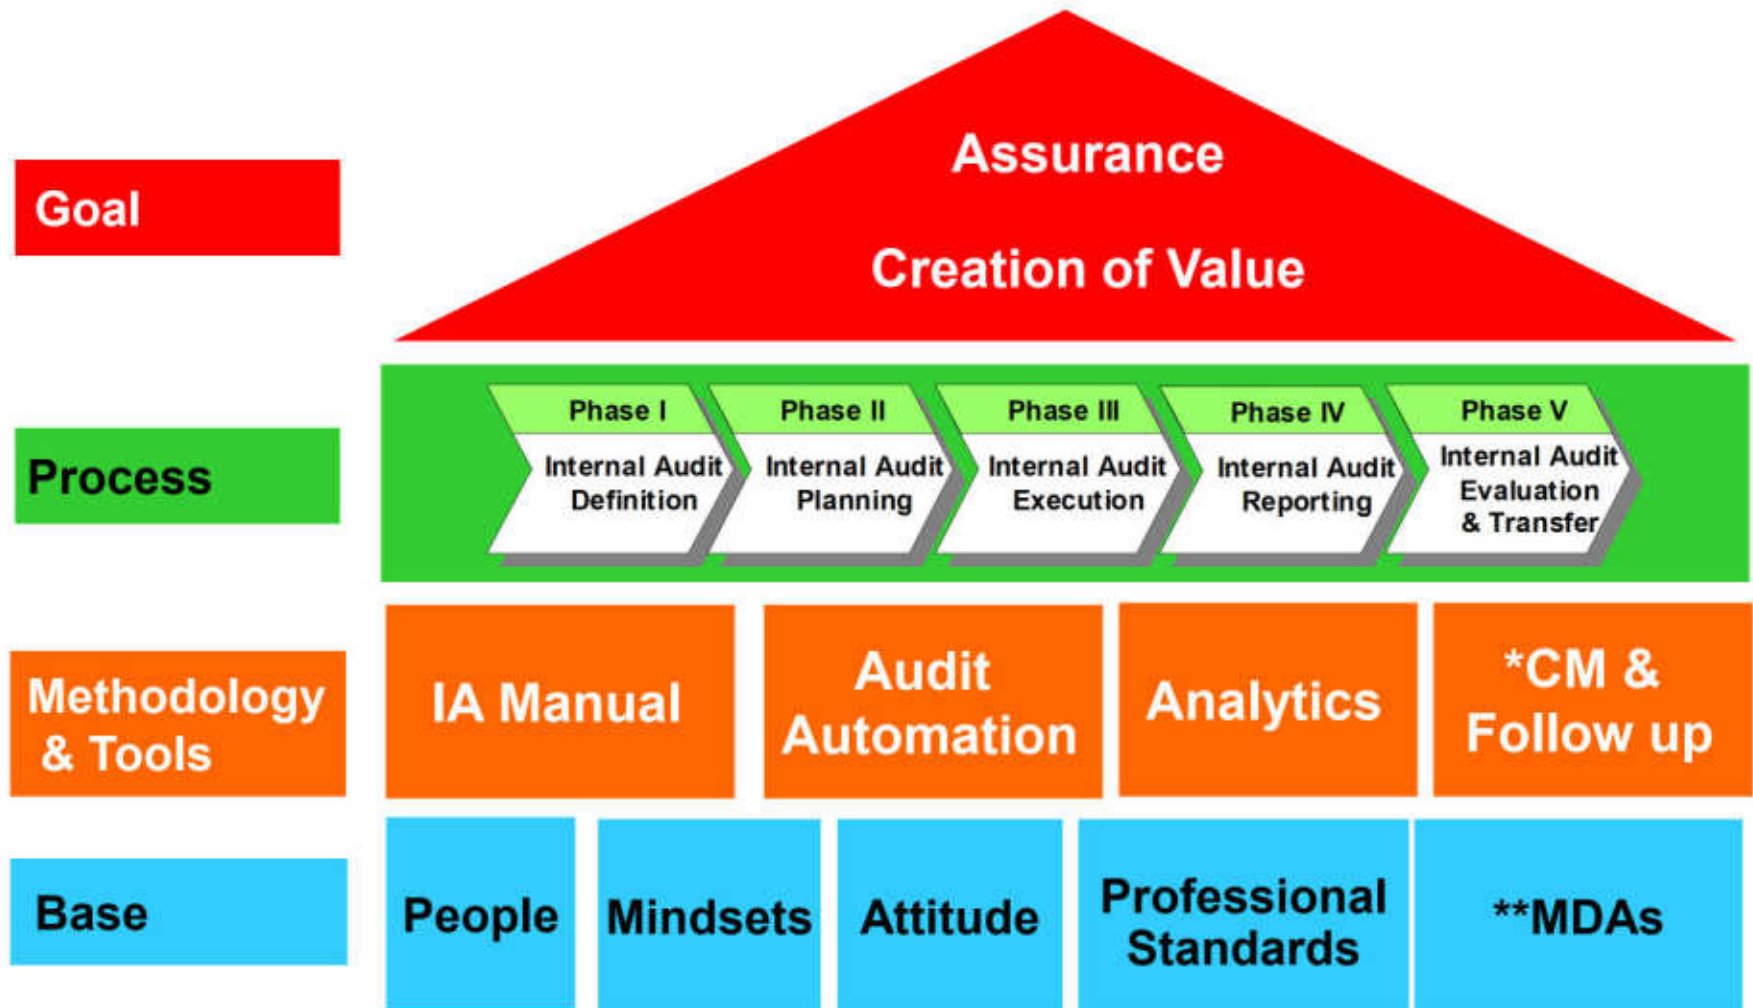 Assurance
Creation of Value
Goal
Process
Phase I
Internal Audit
Definition
Phase II
Internal Audit
Planning
Phase III
Internal Audit
Execution
Phase IV
Internal Audit
Reporting
Phase V
Internal Audit
Evaluation
& Transfer
Methodology
& Tools
IA Manual
Audit
Automation
Analytics
*CM &
Follow up
Base
People
Mindsets
Attitude
Professional
Standards
**MDAs